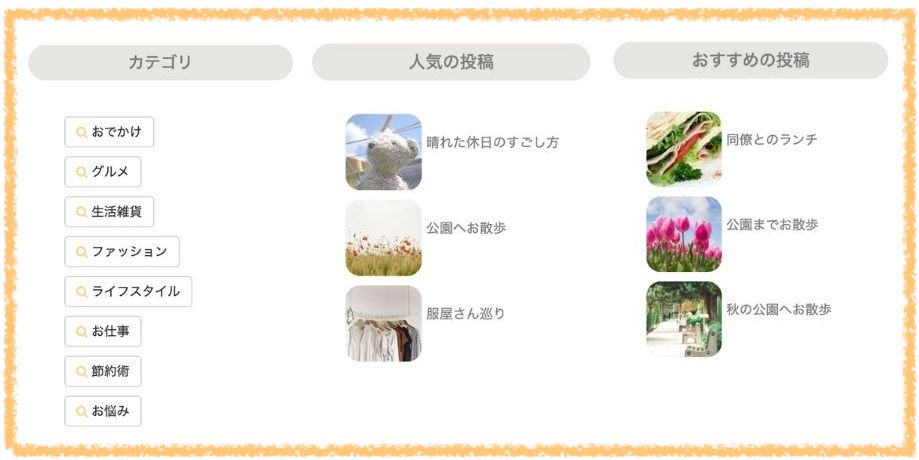 カテゴリ
おでかけ
グルメ
生活雑貨
ファッション
ライフスタイル
お仕事
節約術
お悩み
人気の投稿
晴れた休日のすごし方
公園へお散歩
服屋さん巡り
おすすめの投稿
同僚とのランチ
公園までお散歩
秋の公園へお散歩